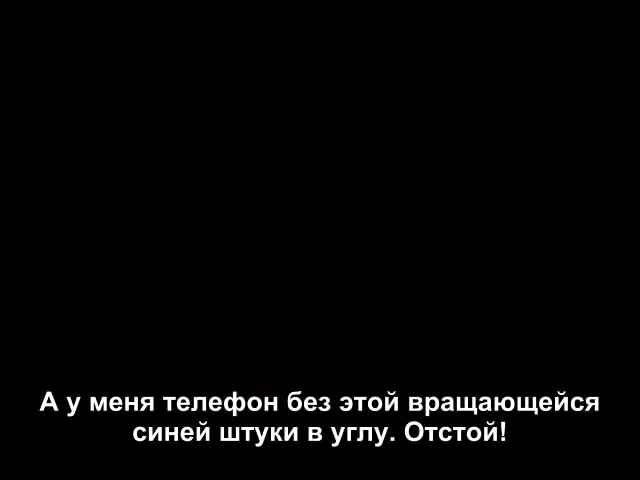 А у меня телефон без этой вращающейся
синей штуки в углу. Отстой!